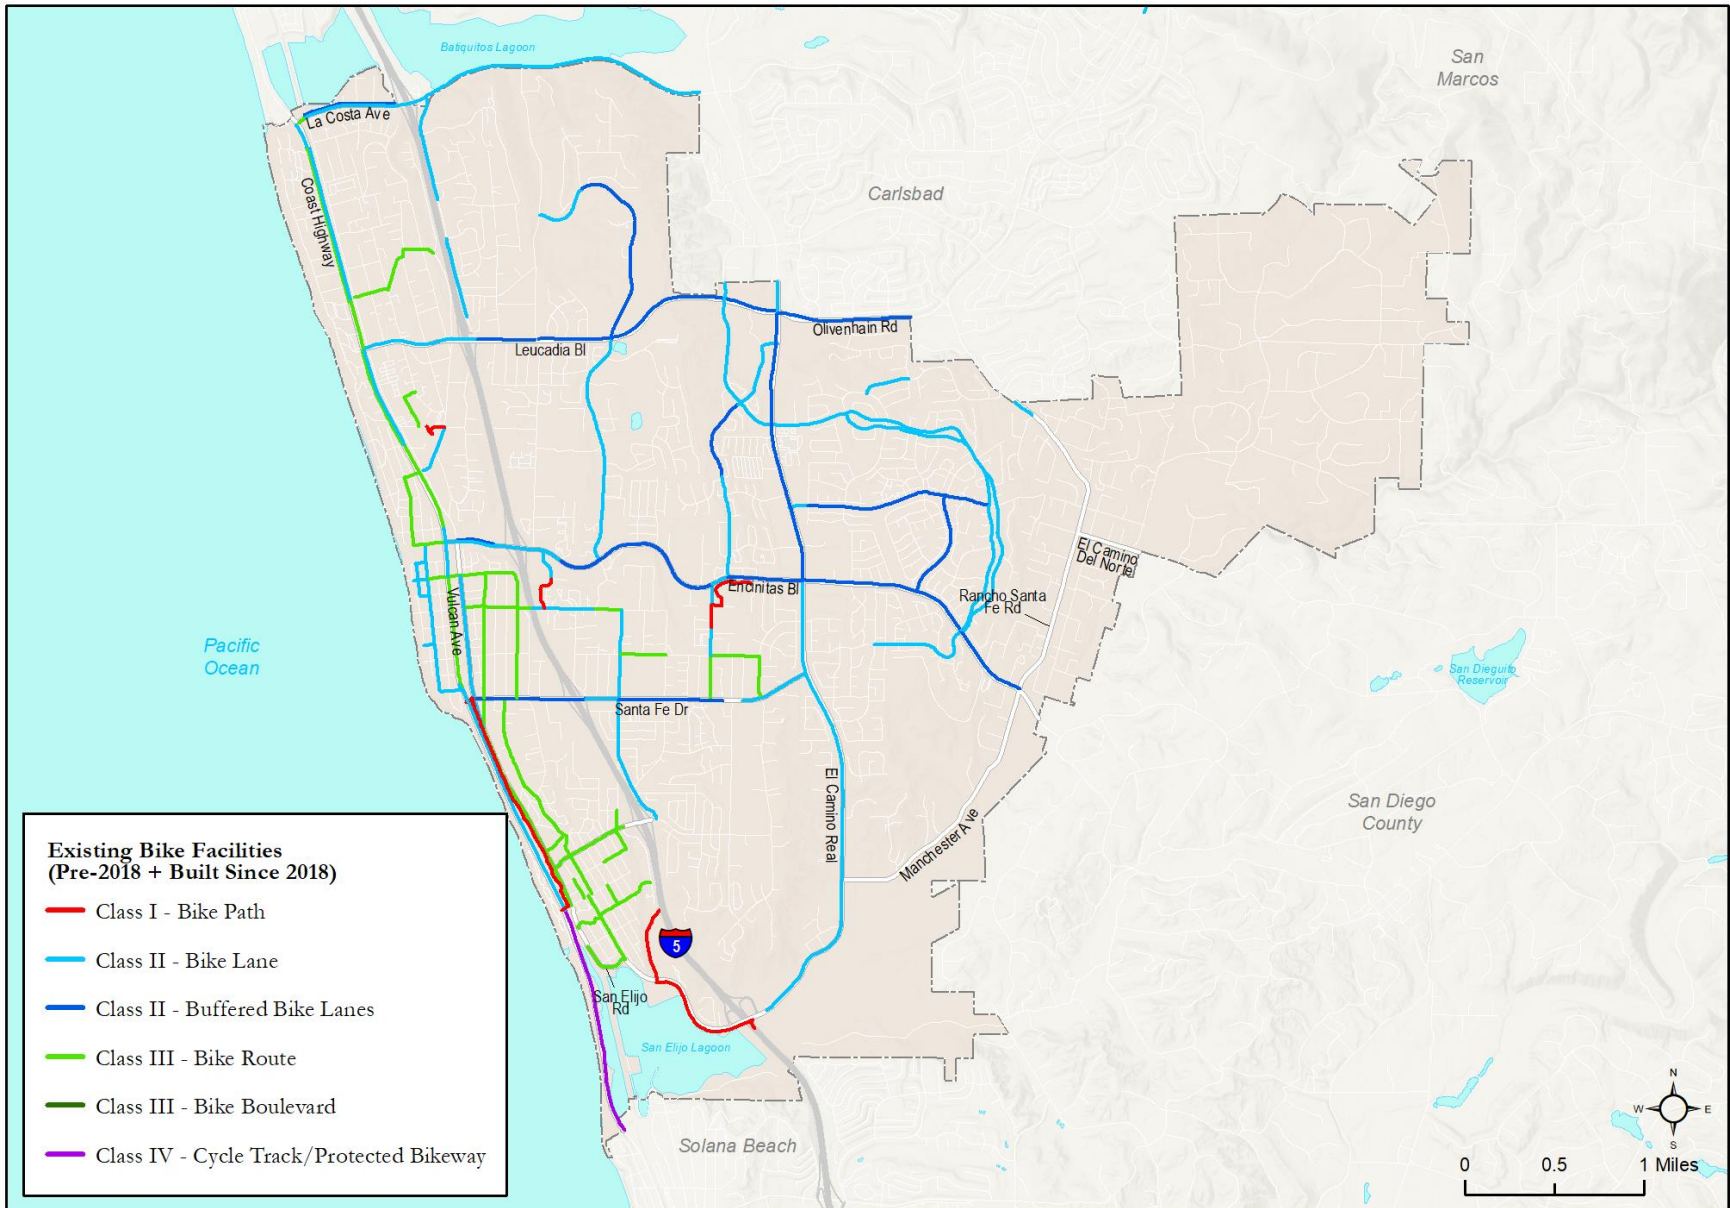 Batiquitos Lagoon
San
Marcos
La Costa Ave
Carlsbad
Coast Highway
Olivenhain Rd
Leucadia Bl
El Camino
Del Norte
Encinitas Bl
Rancho Santa
Fe Rd
Vulcan Ave
Pacific
Ocean
San Dieguito
Reservoir
Santa Fe Dr
El Camino Real
San Diego
County
Manchester Ave
Existing Bike Facilities
(Pre-2018 + Built Since 2018)
Class I - Bike Path
Class II - Bike Lane
Class II - Buffered Bike Lanes
Class III - Bike Route
Class III - Bike Boulevard
Class IV - Cycle Track/Protected Bikeway
5
San Elijo
Rd
San Elijo Lagoon
Solana Beach
N
W
E
S
0
0.5
1 Miles